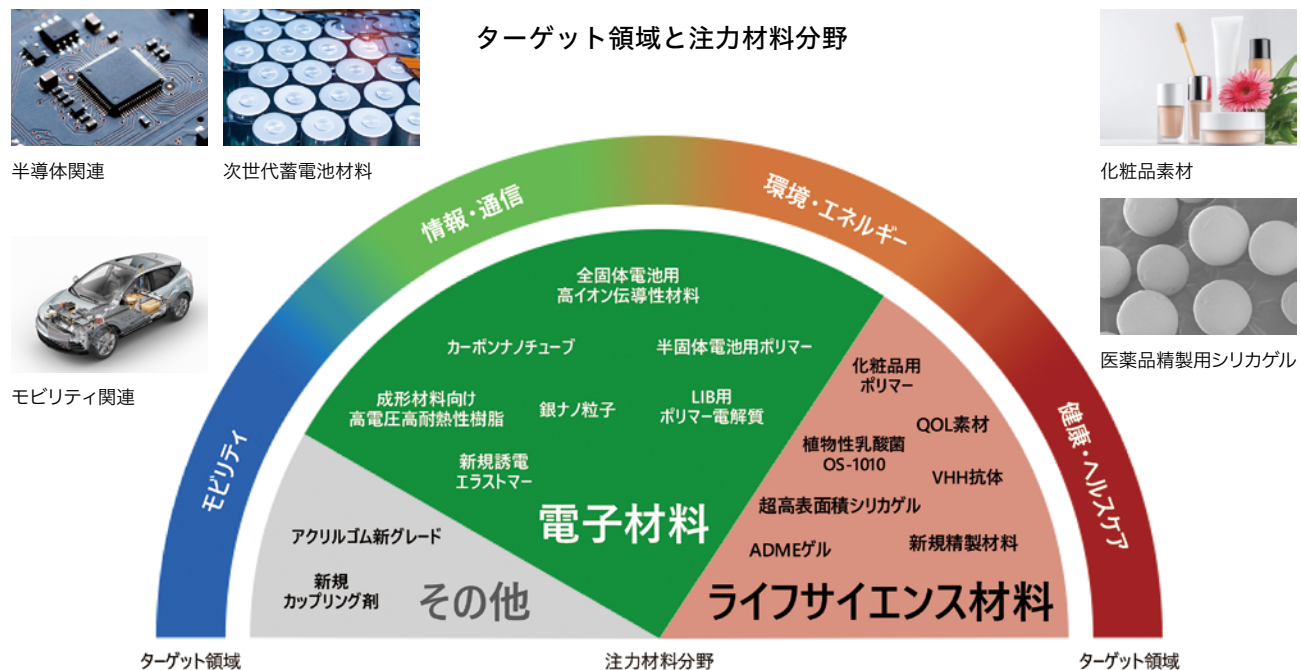 ターゲット領域と注力材料分野
半導体関連
次世代蓄電池材料
モビリティ関連
化粧品素材
医薬品精製用シリカゲル
モビリティ
情報・通信
環境・エネルギー
健康・ヘルスケア
全固体電池用
高イオン伝導性材料
カーボンナノチューブ
半固体電池用ポリマー
成形材料向け
高電圧高耐熱性樹脂
銀ナノ粒子
LIB用
ポリマー電解質
新規誘電
エラストマー
電子材料
アクリルゴム新グレード
新規
カップリング剤
その他
化粧品用
ポリマー
QOL素材
植物性乳酸菌
OS-1010
VHH抗体
超高表面積シリカゲル
ADMEゲル
新規精製材料
ライフサイエンス材料
ターゲット領域
注力材料分野
ターゲット領域